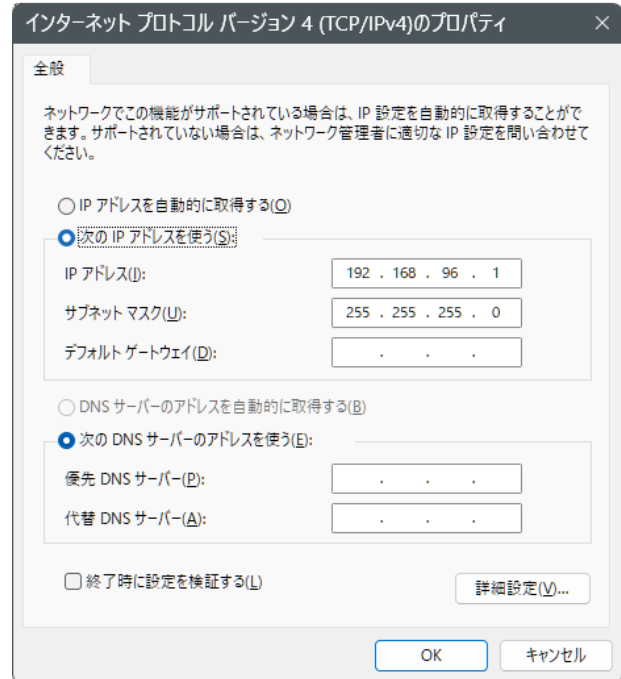 インターネット プロトコル バージョン 4 (TCP/IPv4)のプロパティ
全般
ネットワークでこの機能がサポートされている場合は、IP 設定を自動的に取得することがで
きます。サポートされていない場合は、ネットワーク管理者に適切な IP 設定を問い合わせて
ください。
IP アドレスを自動的に取得する(O)
次の IP アドレスを使う(S):
IP アドレス(I): 192 . 168 . 96 . 1
サブネット マスク(U): 255 . 255 . 255 . 0
デフォルト ゲートウェイ(D): . . .
DNS サーバーのアドレスを自動的に取得する(B)
次の DNS サーバーのアドレスを使う(E):
優先 DNS サーバー(P): . . .
代替 DNS サーバー(A): . . .
終了時に設定を検証する(L)
詳細設定(V)...
OK キャンセル